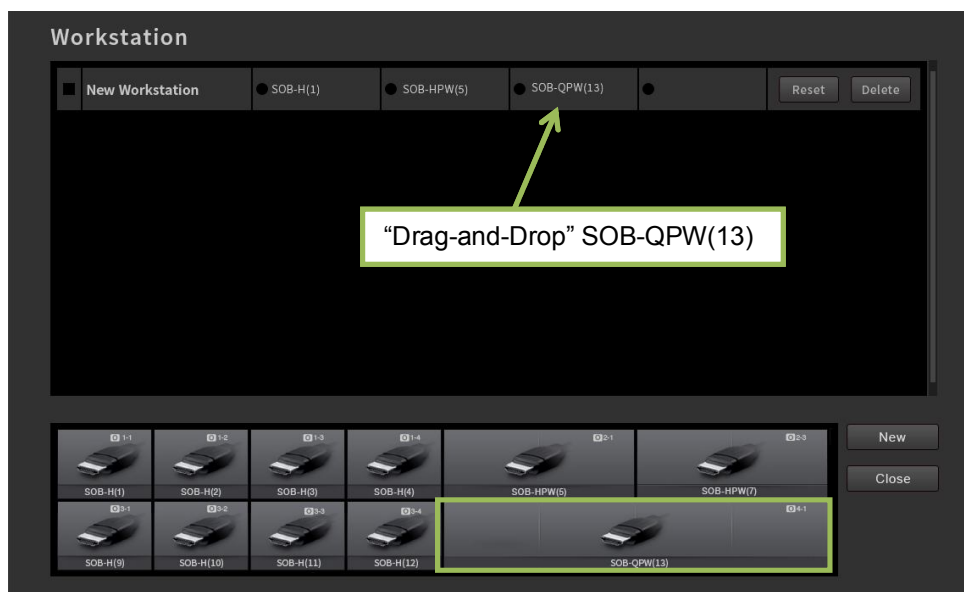 Workstation
New Workstation SOB-H(1) SOB-HPW(5) SOB-QPW(13) Reset Delete
“Drag-and-Drop” SOB-QPW(13)
O 1-1 O 1-2 O 1-3 O 1-4 O 2-1 O 2-3 New
SOB-H(1) SOB-H(2) SOB-H(3) SOB-H(4) SOB-HPW(5) SOB-HPW(7) Close
O 3-1 O 3-2 O 3-3 O 3-4 O 4-1
SOB-H(9) SOB-H(10) SOB-H(11) SOB-H(12) SOB-QPW(13)